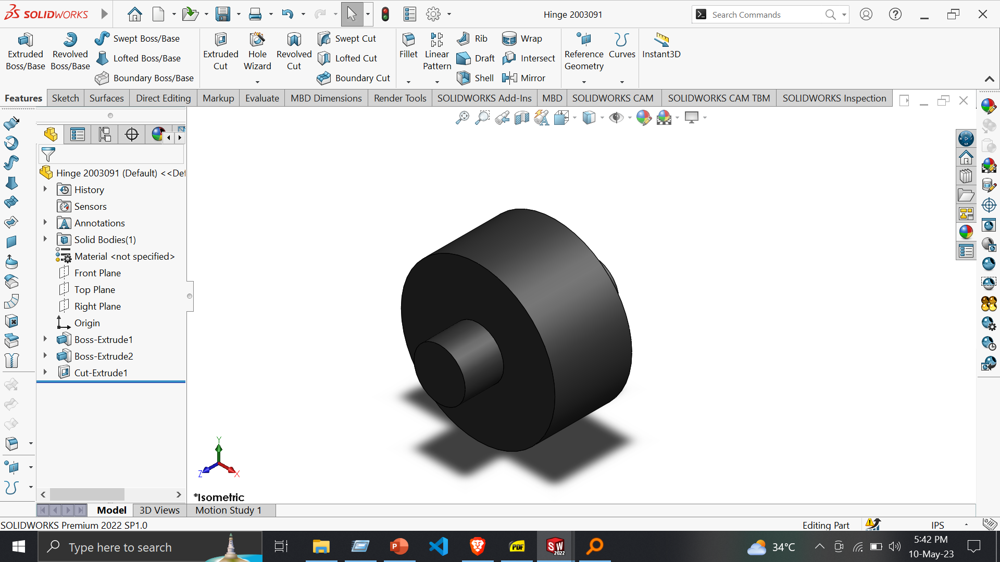 SOLIDWORKS
Hinge 2003091
Search Commands
Extruded Boss/Base
Revolved Boss/Base
Swept Boss/Base
Lofted Boss/Base
Boundary Boss/Base
Extruded Cut
Hole Wizard
Revolved Cut
Swept Cut
Lofted Cut
Boundary Cut
Fillet
Linear Pattern
Rib
Draft
Shell
Wrap
Intersect
Mirror
Reference Geometry
Curves
Instant3D
Features
Sketch
Surfaces
Direct Editing
Markup
Evaluate
MBD Dimensions
Render Tools
SOLIDWORKS Add-Ins
MBD
SOLIDWORKS CAM
SOLIDWORKS CAM TBM
SOLIDWORKS Inspection
Hinge 2003091 (Default) <<Def
History
Sensors
Annotations
Solid Bodies(1)
Material <not specified>
Front Plane
Top Plane
Right Plane
Origin
Boss-Extrude1
Boss-Extrude2
Cut-Extrude1
Y
Z
X
*Isometric
Model
3D Views
Motion Study 1
SOLIDWORKS Premium 2022 SP1.0
Editing Part
IPS
Type here to search
PDF
SW
2022
34°C
5:42 PM
10-May-23